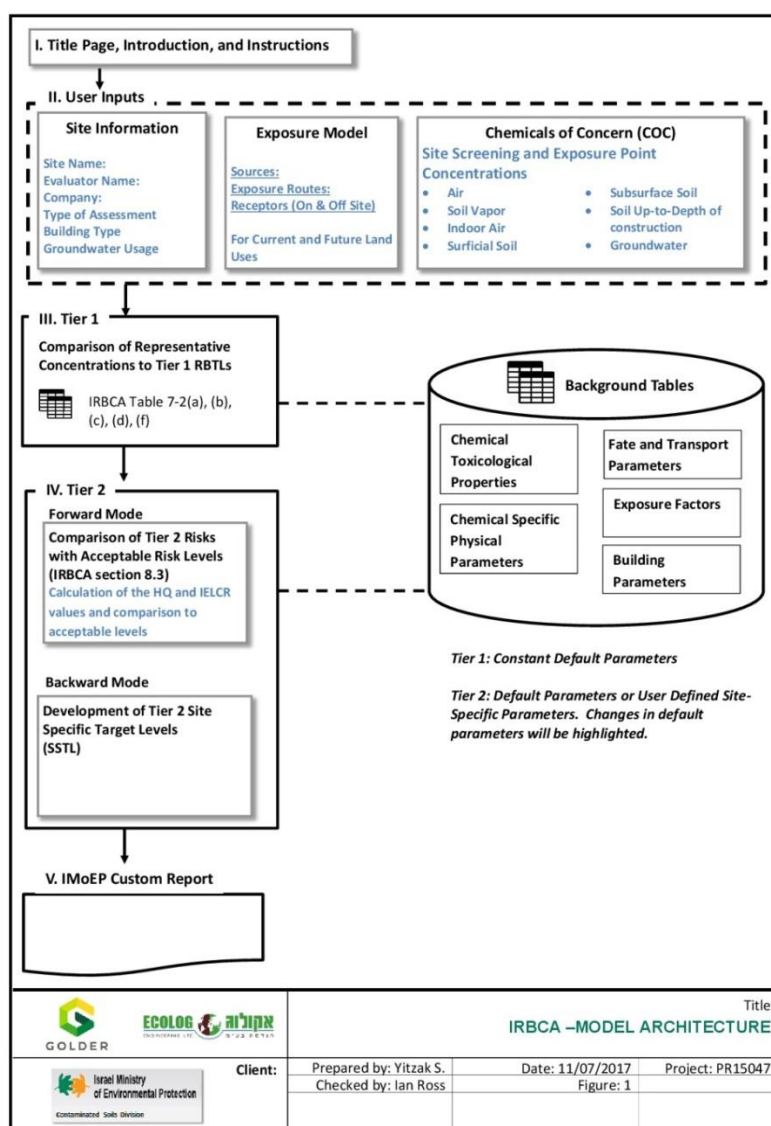 I. Title Page, Introduction, and Instructions
II. User Inputs
Site Information
Site Name:
Evaluator Name:
Company:
Type of Assessment
Building Type
Groundwater Usage
Exposure Model
Sources:
Exposure Routes:
Receptors (On & Off Site)
For Current and Future Land
Uses
Chemicals of Concern (COC)
Site Screening and Exposure Point
Concentrations
• Air
• Soil Vapor
• Indoor Air
• Surficial Soil
• Subsurface Soil
• Soil Up-to-Depth of
construction
• Groundwater
III. Tier 1
Comparison of Representative
Concentrations to Tier 1 RBTLs
IRBCA Table 7-2(a), (b),
(c), (d), (f)
Background Tables
Chemical
Toxicological
Properties
Chemical Specific
Physical
Parameters
Fate and Transport
Parameters
Exposure Factors
Building
Parameters
IV. Tier 2
Forward Mode
Comparison of Tier 2 Risks
with Acceptable Risk Levels
(IRBCA section 8.3)
Calculation of the HQ and IELCR
values and comparison to
acceptable levels
Backward Mode
Development of Tier 2 Site
Specific Target Levels
(SSTL)
Tier 1: Constant Default Parameters
Tier 2: Default Parameters or User Defined Site-
Specific Parameters. Changes in default
parameters will be highlighted.
V. IMoEP Custom Report
GOLDER
ECOLOG אקולוג
ENGINEERING LTD הנדסה בע"מ
Title
IRBCA –MODEL ARCHITECTURE
Client:
Israel Ministry
of Environmental Protection
Contaminated Soils Division
Prepared by: Yitzak S.
Date: 11/07/2017
Project: PR15047
Checked by: Ian Ross
Figure: 1